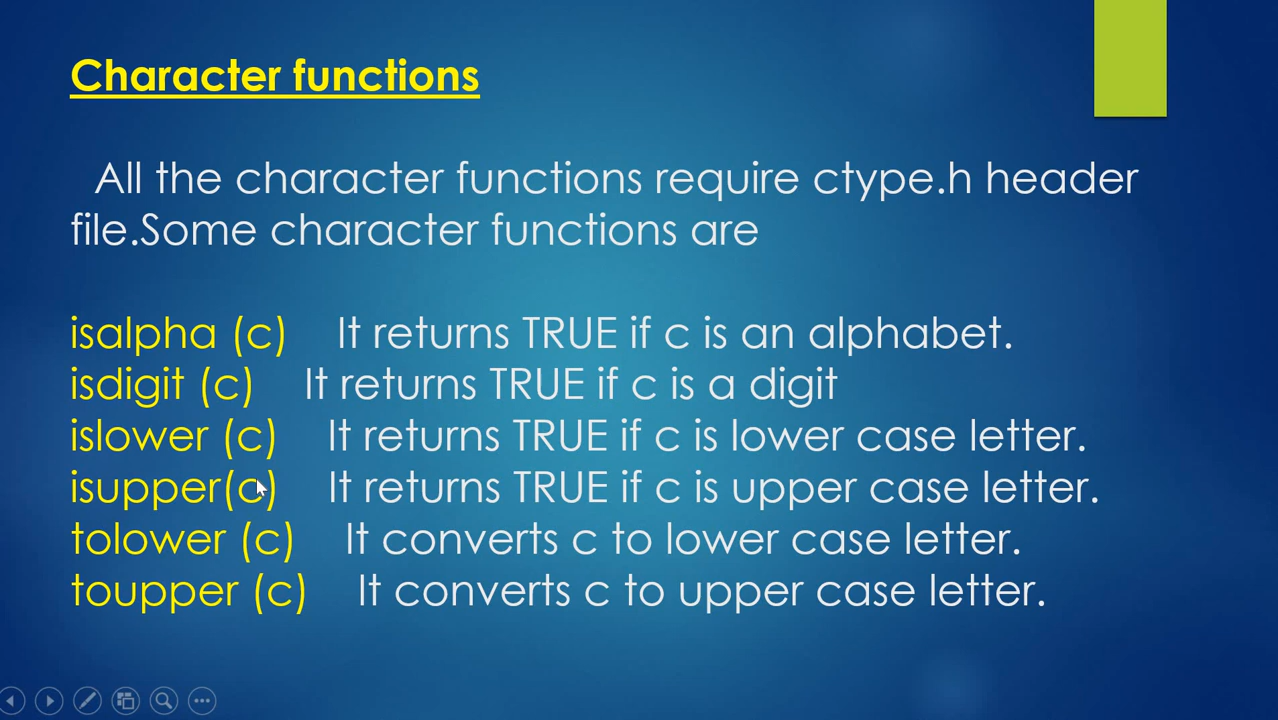 Character functions
All the character functions require ctype.h header
file.Some character functions are
isalpha (c) It returns TRUE if c is an alphabet.
isdigit (c) It returns TRUE if c is a digit
islower (c) It returns TRUE if c is lower case letter.
isupper(c) It returns TRUE if c is upper case letter.
tolower (c) It converts c to lower case letter.
toupper (c) It converts c to upper case letter.